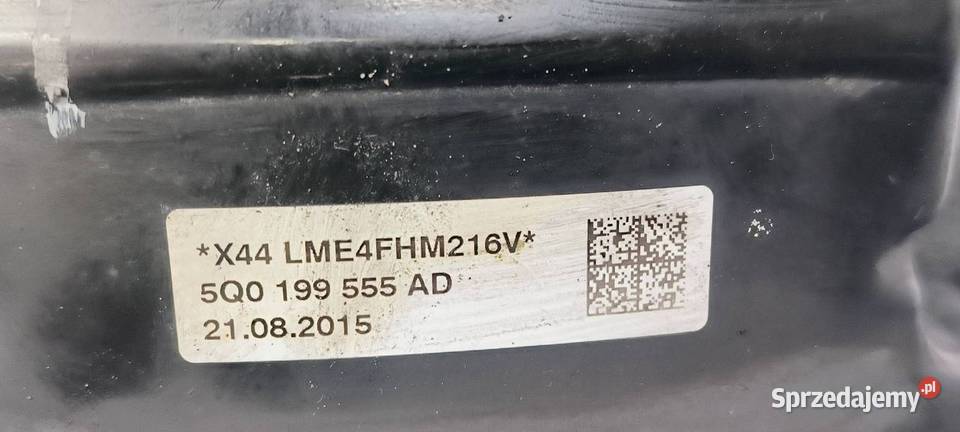 *X44 LME4FHM216V*
5Q0 199 555 AD
21.08.2015
Sprzedajemy.pl